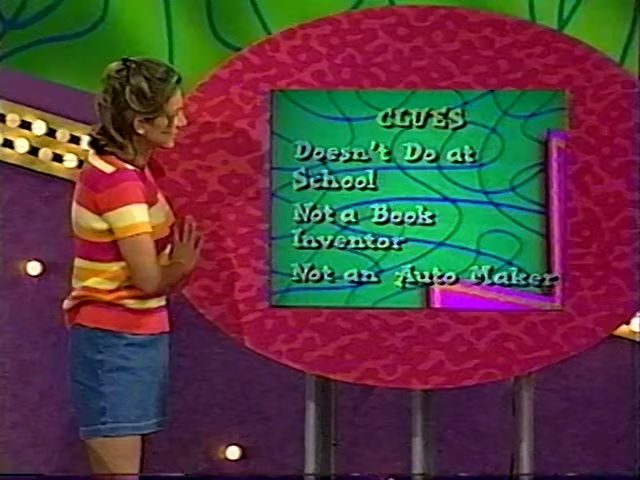 CLUES
Doesn't Do at
School
Not a Book
Inventor
Not an Auto Maker